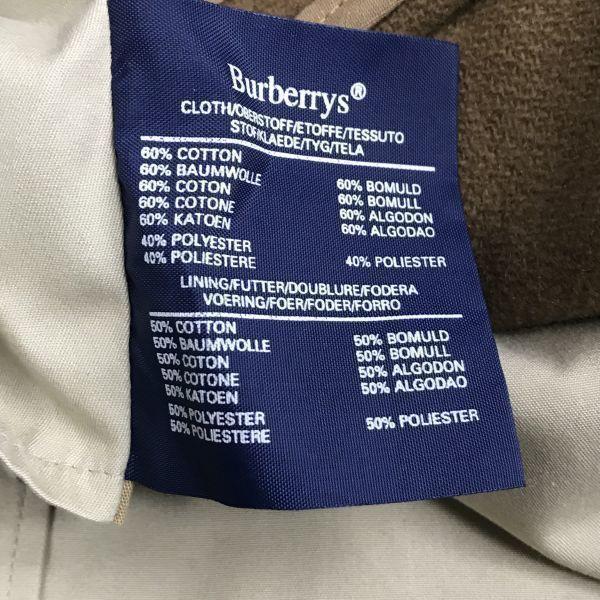 Burberrys®
CLOTH/OBERSTOFF/ETOFFE/TESSUTO
STOF/KLAEDE/TYG/TELA
60% COTTON
60% BAUMWOLLE
60% COTON
60% COTONE
60% KATOEN
60% BOMULD
60% BOMULL
60% ALGODON
60% ALGODAO
40% POLYESTER
40% POLIESTERE
40% POLIESTER
LINING/FUTTER/DOUBLURE/FODERA
VOERING/FOER/FODER/FORRO
50% COTTON
50% BAUMWOLLE
50% COTON
50% COTONE
50% KATOEN
50% BOMULD
50% BOMULL
50% ALGODON
50% ALGODAO
50% POLYESTER
50% POLIESTERE
50% POLIESTER